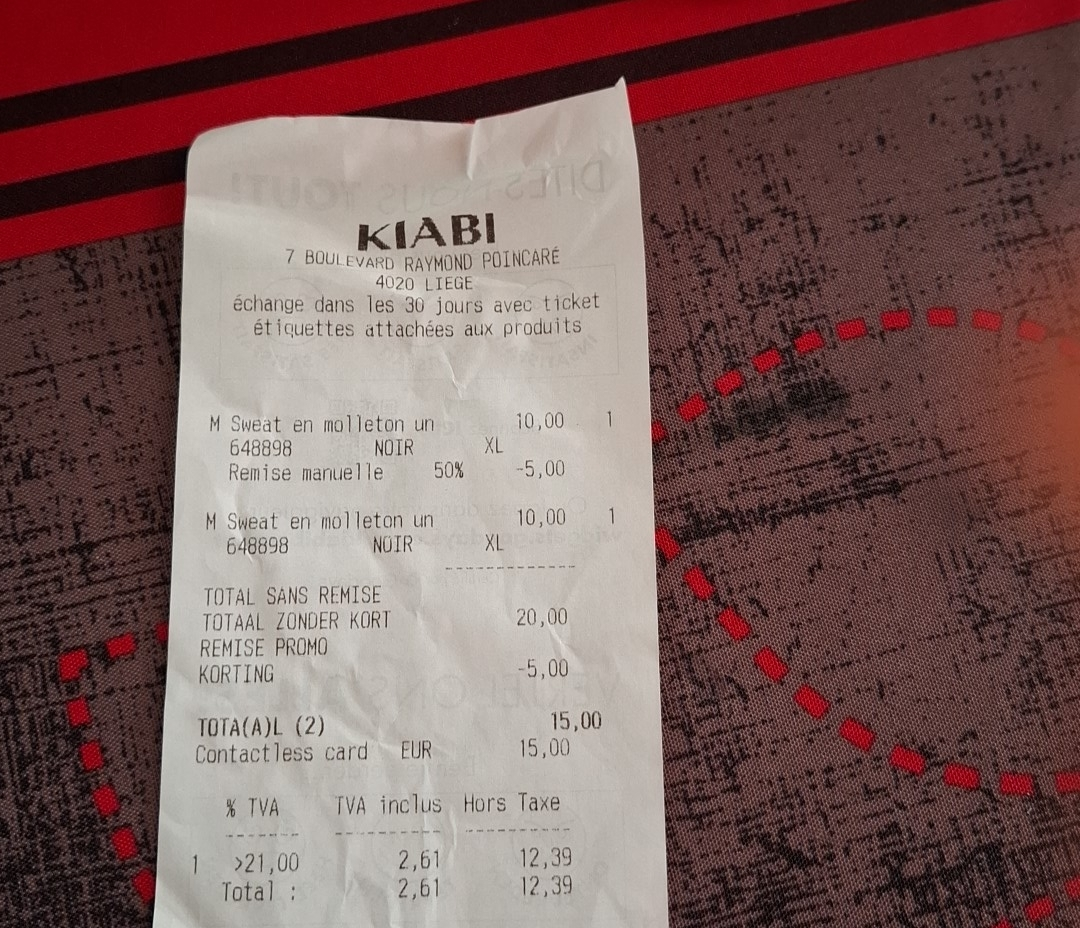 KIABI
7 BOULEVARD RAYMOND POINCARÉ
4020 LIEGE
échange dans les 30 jours avec ticket
étiquettes attachées aux produits
M Sweat en molleton un 10,00 1
648898 NOIR XL
Remise manuelle 50% -5,00
M Sweat en molleton un 10,00 1
648898 NOIR XL
TOTAL SANS REMISE
TOTAAL ZONDER KORT 20,00
REMISE PROMO
KORTING -5,00
TOTA(A)L (2) 15,00
Contactless card EUR 15,00
% TVA TVA inclus Hors Taxe
1 >21,00 2,61 12,39
Total : 2,61 12,39